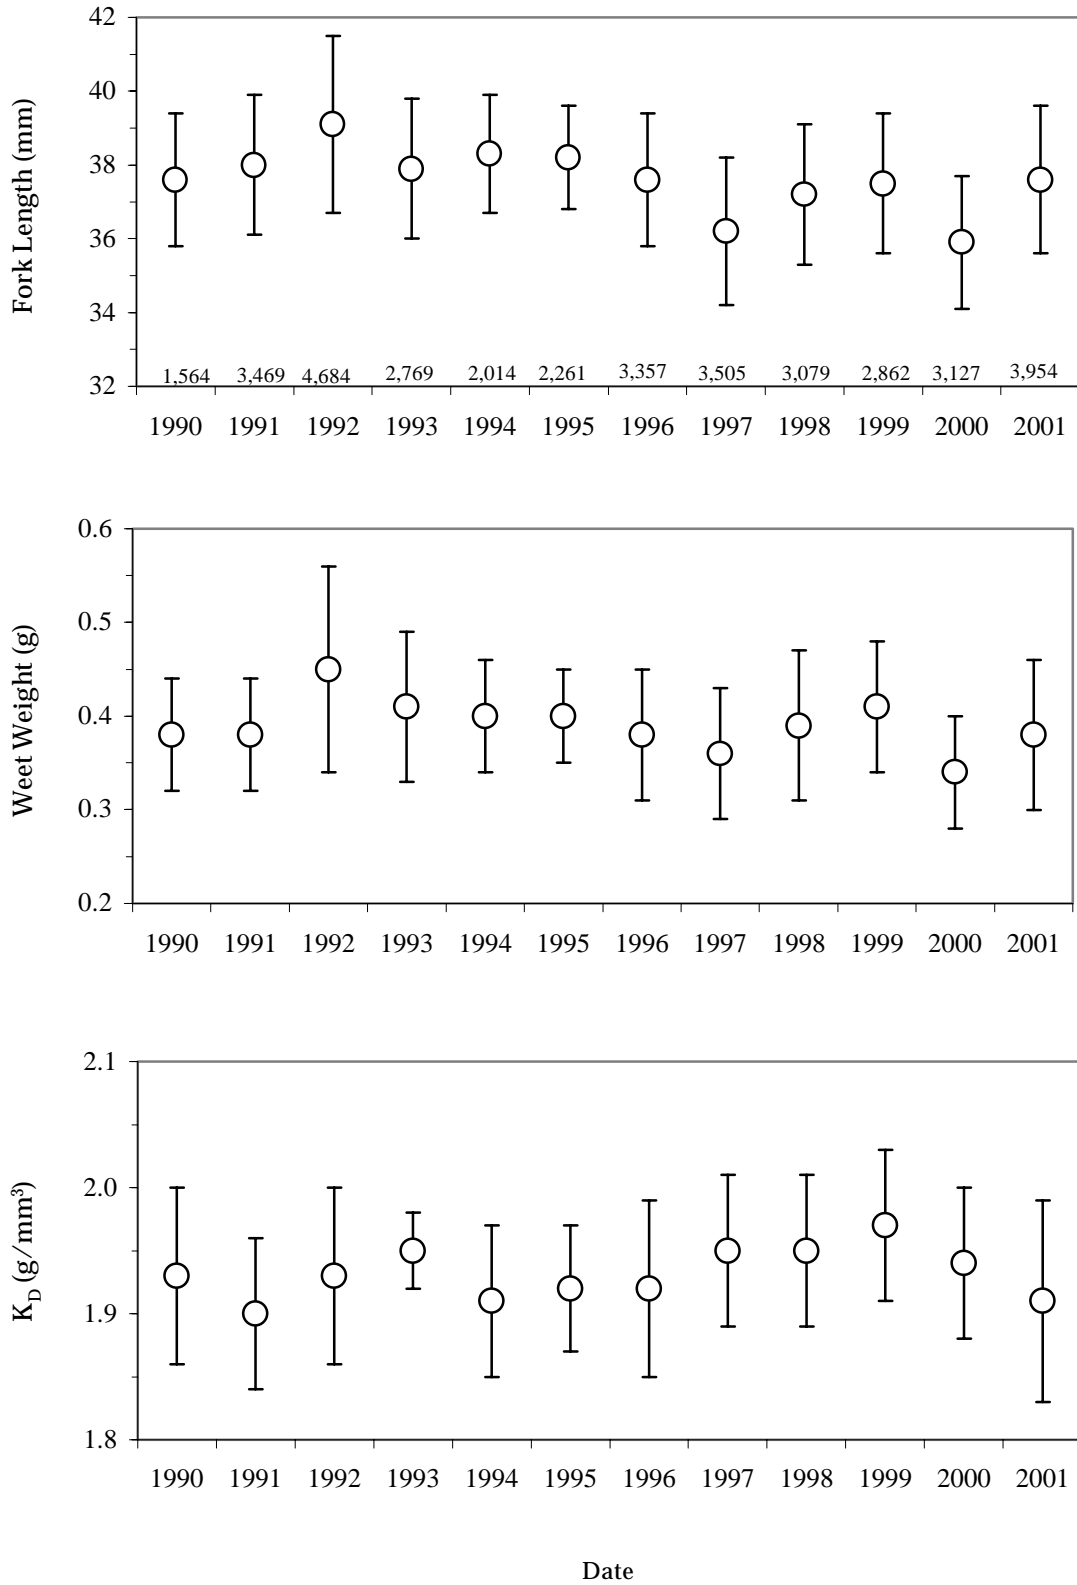 42
40
38
36
34
32
Fork Length (mm)
1,564 3,469 4,684 2,769 2,014 2,261 3,357 3,505 3,079 2,862 3,127 3,954
1990 1991 1992 1993 1994 1995 1996 1997 1998 1999 2000 2001
0.6
0.5
0.4
0.3
0.2
Weet Weight (g)
1990 1991 1992 1993 1994 1995 1996 1997 1998 1999 2000 2001
2.1
2.0
1.9
1.8
K_D (g/mm³)
1990 1991 1992 1993 1994 1995 1996 1997 1998 1999 2000 2001
Date